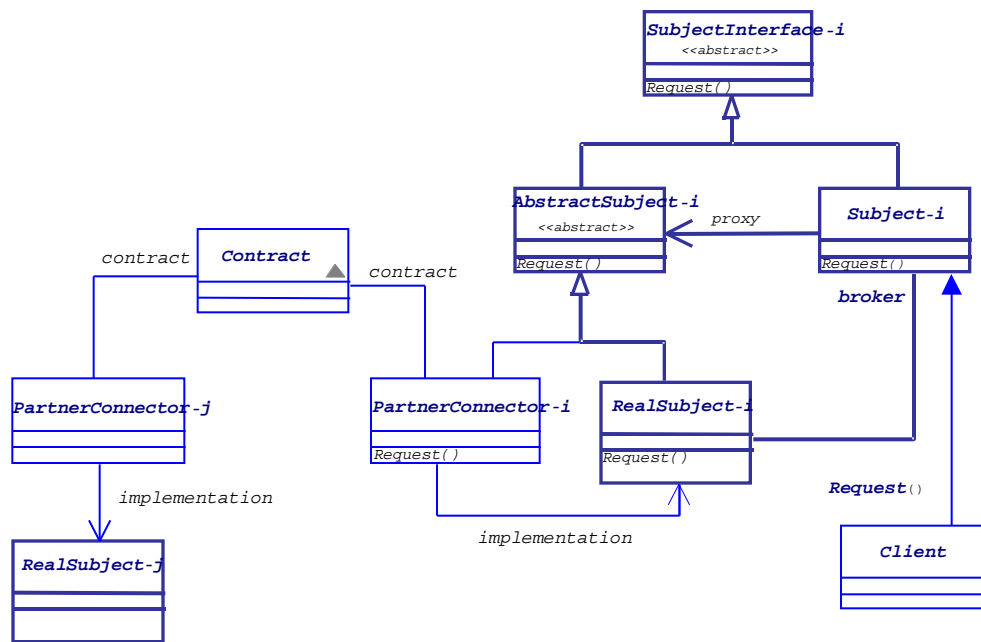 SubjectInterface-i
<<abstract>>
Request()
AbstractSubject-i
<<abstract>>
Request()
proxy
Subject-i
Request()
contract
Contract
contract
broker
PartnerConnector-j
PartnerConnector-i
Request()
RealSubject-i
Request()
implementation
implementation
Request()
RealSubject-j
Client